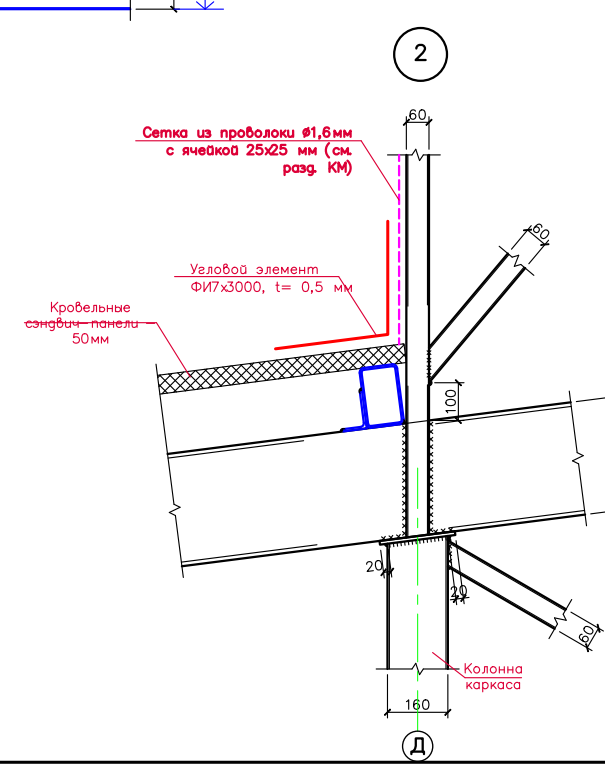 2
60
Сетка из проволоки ø1,6мм
с ячейкой 25х25 мм (см.
разд. КМ)
60
Угловой элемент
ФИ7х3000, t= 0,5 мм
Кровельные
сэндвич-панели
50мм
100
20
20
60
Колонна
каркаса
160
Д